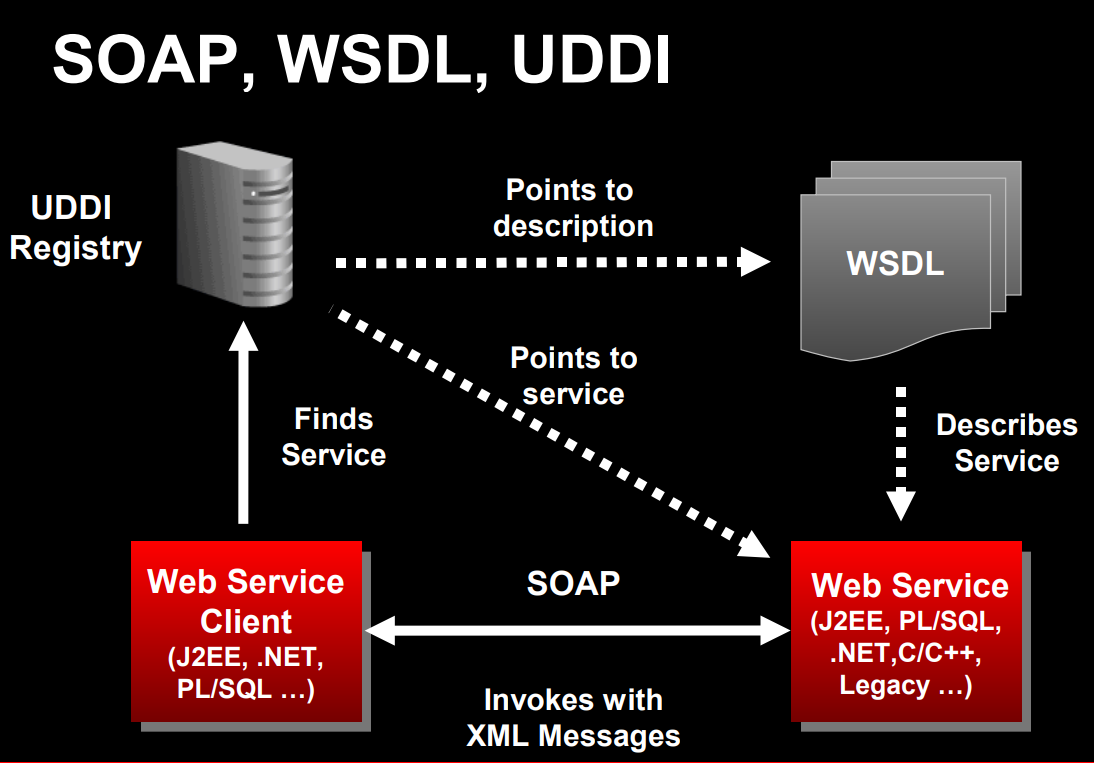 SOAP, WSDL, UDDI
UDDI
Registry
Points to
description
WSDL
Points to
service
Finds
Service
Describes
Service
Web Service
Client
(J2EE, .NET,
PL/SQL …)
SOAP
Invokes with
XML Messages
Web Service
(J2EE, PL/SQL,
.NET,C/C++,
Legacy …)